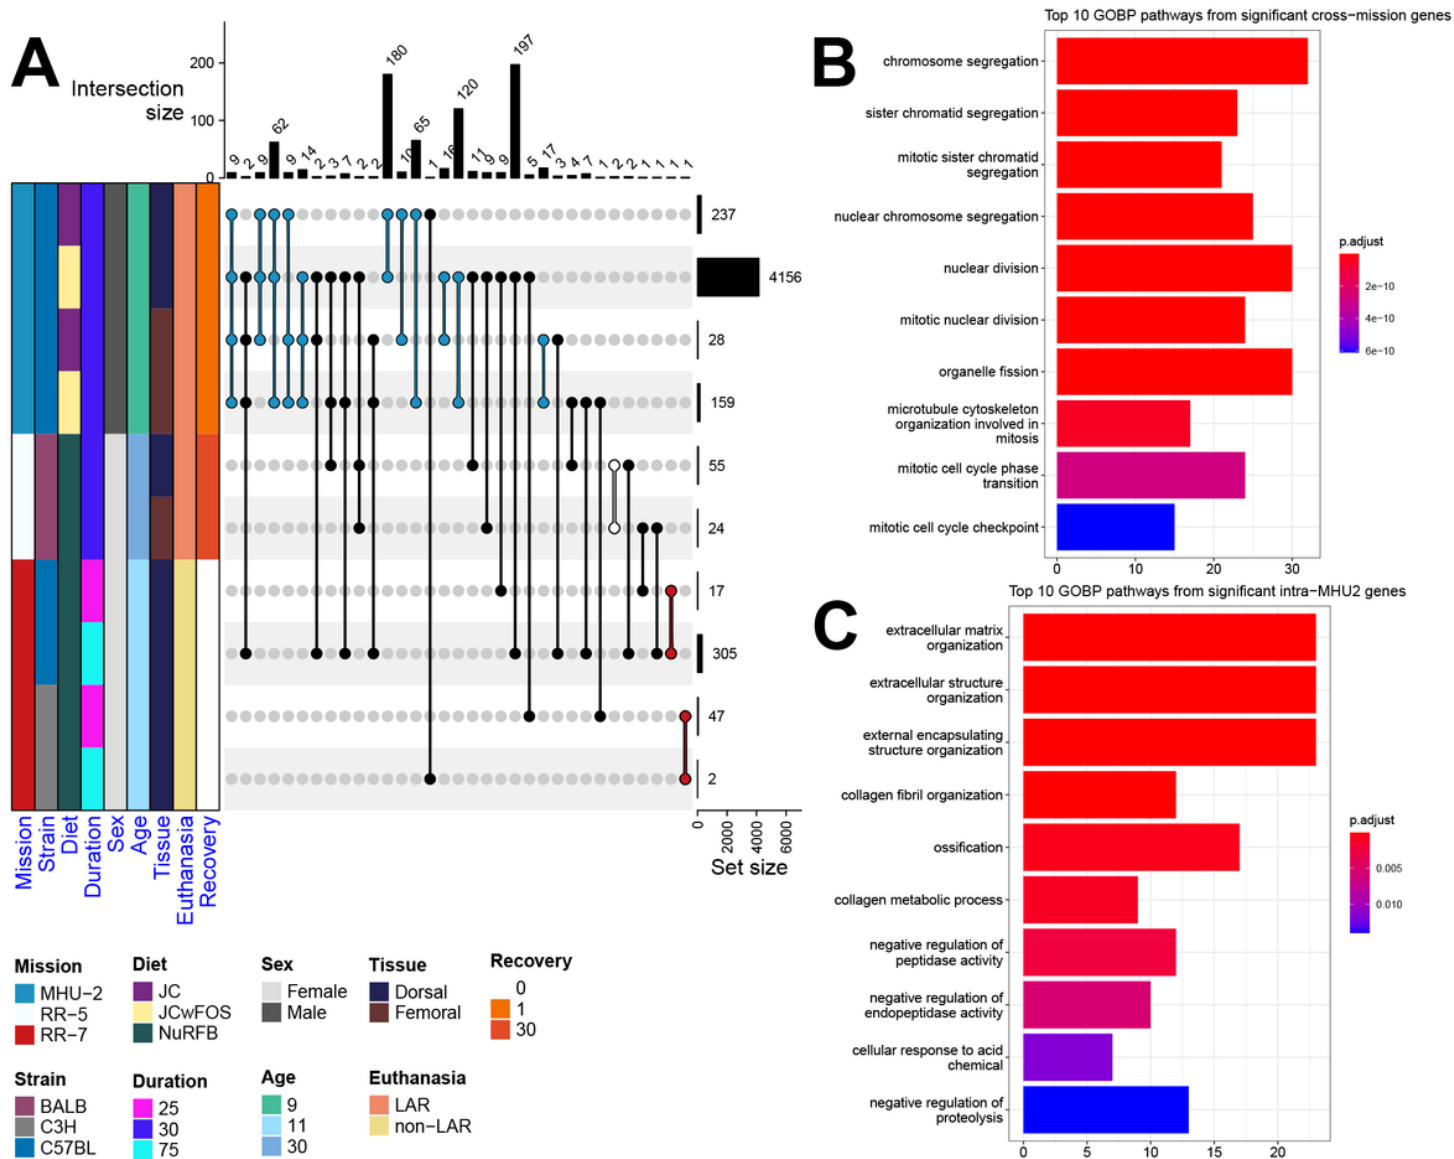 A
Intersection
size
200
100
0
9
2
9
62
9
14
2
3
7
2
2
180
10
65
1
16
120
11
9
9
197
5
17
3
4
7
1
2
2
1
1
1
1
237
4156
28
159
55
24
17
305
47
2
0
2000
4000
6000
Set size
Mission
Strain
Diet
Duration
Sex
Age
Tissue
Euthanasia
Recovery
Mission
MHU-2
RR-5
RR-7
Diet
JC
JCwFOS
NuRFB
Sex
Female
Male
Tissue
Dorsal
Femoral
Recovery
0
1
30
Strain
BALB
C3H
C57BL
Duration
25
30
75
Age
9
11
30
Euthanasia
LAR
non-LAR
B
Top 10 GOBP pathways from significant cross−mission genes
chromosome segregation
sister chromatid segregation
mitotic sister chromatid
segregation
nuclear chromosome segregation
nuclear division
mitotic nuclear division
organelle fission
microtubule cytoskeleton
organization involved in
mitosis
mitotic cell cycle phase
transition
mitotic cell cycle checkpoint
0
10
20
30
p.adjust
2e−10
4e−10
6e−10
C
Top 10 GOBP pathways from significant intra−MHU2 genes
extracellular matrix
organization
extracellular structure
organization
external encapsulating
structure organization
collagen fibril organization
ossification
collagen metabolic process
negative regulation of
peptidase activity
negative regulation of
endopeptidase activity
cellular response to acid
chemical
negative regulation of
proteolysis
0
5
10
15
20
p.adjust
0.005
0.010